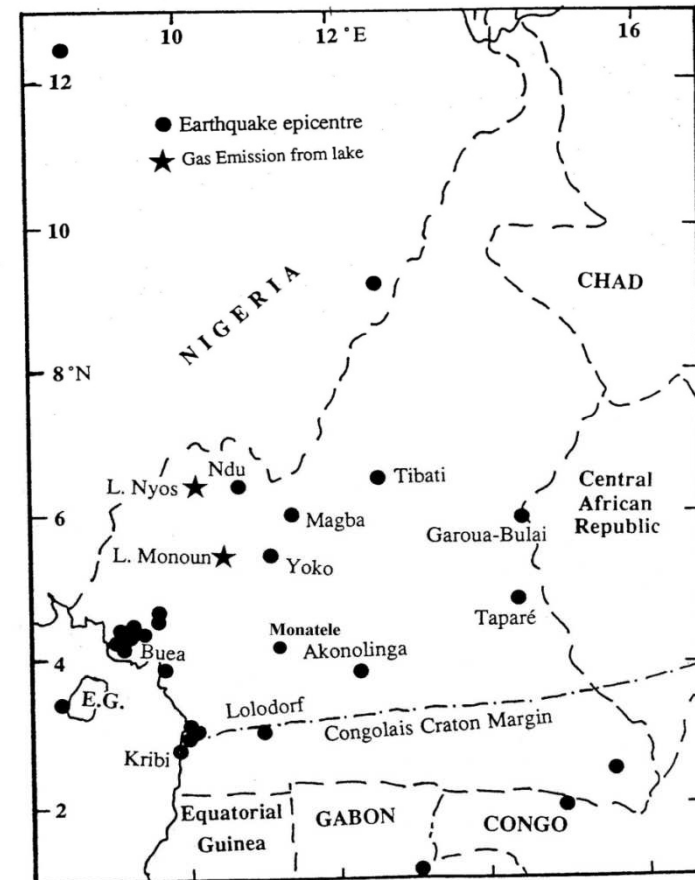 10
12°E
16
12
Earthquake epicentre
Gas Emission from lake
10
NIGERIA
CHAD
8°N
Ndu
L. Nyos
Tibati
Central
African
Republic
6
Magba
Garoua-Bulai
L. Monoun
Yoko
Taparé
Monatele
Buea
Akonolinga
4
E.G.
Lolodorf
Congolais Craton Margin
Kribi
2
Equatorial
Guinea
GABON
CONGO